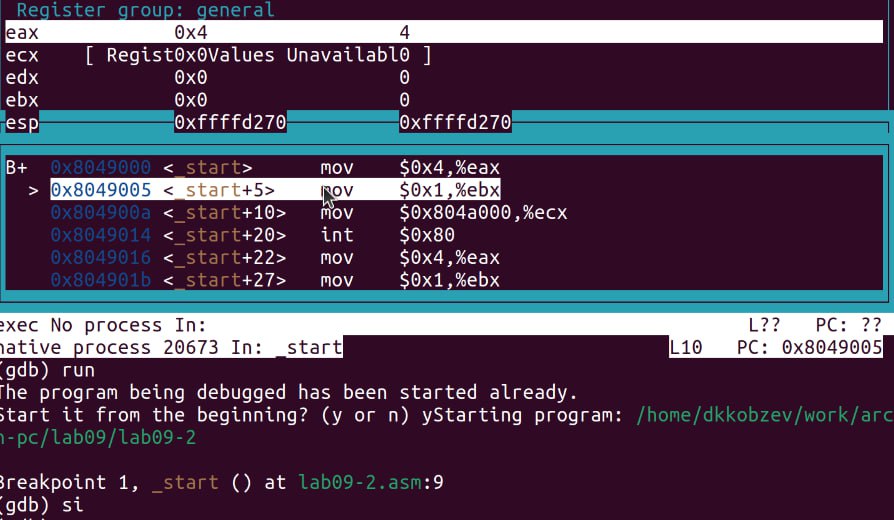 Register group: general
eax 0x4 4
ecx [ Regist0x0Values Unavailabl0 ]
edx 0x0 0
ebx 0x0 0
esp 0xffffd270 0xffffd270
B+ 0x8049000 <_start> mov $0x4,%eax
> 0x8049005 <_start+5> mov $0x1,%ebx
0x804900a <_start+10> mov $0x804a000,%ecx
0x8049014 <_start+20> int $0x80
0x8049016 <_start+22> mov $0x4,%eax
0x804901b <_start+27> mov $0x1,%ebx
exec No process In: L?? PC: ??
native process 20673 In: _start L10 PC: 0x8049005
(gdb) run
The program being debugged has been started already.
Start it from the beginning? (y or n) yStarting program: /home/dkkobzev/work/arc
h-pc/lab09/lab09-2
Breakpoint 1, _start () at lab09-2.asm:9
(gdb) si